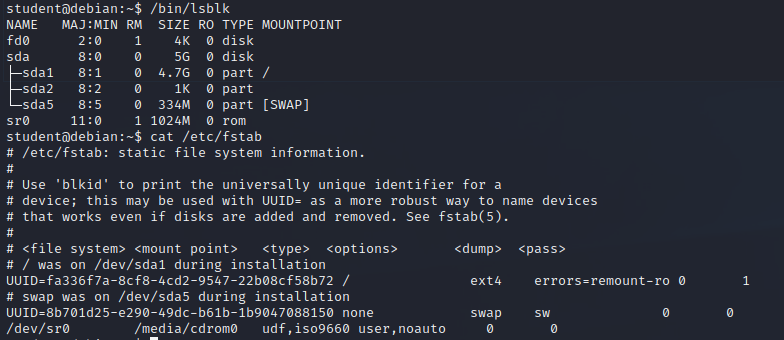 student@debian:~$ /bin/lsblk
NAME   MAJ:MIN RM  SIZE RO TYPE MOUNTPOINT
fd0      2:0    1    4K  0 disk
sda      8:0    0    5G  0 disk
├─sda1   8:1    0  4.7G  0 part /
├─sda2   8:2    0    1K  0 part
└─sda5   8:5    0  334M  0 part [SWAP]
sr0     11:0    1 1024M  0 rom
student@debian:~$ cat /etc/fstab
# /etc/fstab: static file system information.
#
# Use 'blkid' to print the universally unique identifier for a
# device; this may be used with UUID= as a more robust way to name devices
# that works even if disks are added and removed. See fstab(5).
#
# <file system> <mount point>   <type>  <options>       <dump>  <pass>
# / was on /dev/sda1 during installation
UUID=fa336f7a-8cf8-4cd2-9547-22b08cf58b72 /               ext4    errors=remount-ro 0       1
# swap was on /dev/sda5 during installation
UUID=8b701d25-e290-49dc-b61b-1b9047088150 none            swap    sw              0       0
/dev/sr0        /media/cdrom0   udf,iso9660 user,noauto     0       0